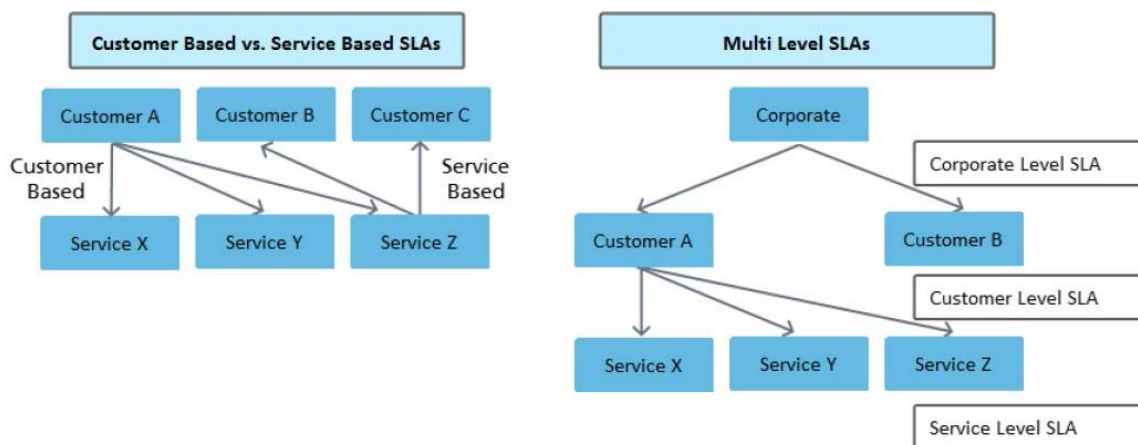 Customer Based vs. Service Based SLAs
Customer A
Customer B
Customer C
Customer
Based
Service
Based
Service X
Service Y
Service Z
Multi Level SLAs
Corporate
Corporate Level SLA
Customer A
Customer B
Customer Level SLA
Service X
Service Y
Service Z
Service Level SLA